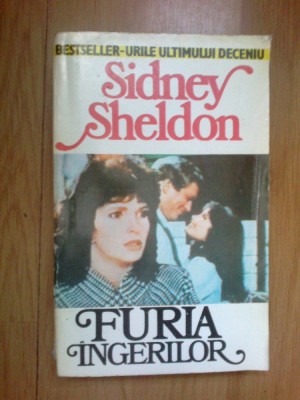 BESTSELLER-URILE ULTIMULUI DECENIU
Sidney
Sheldon
FURIA
ÎNGERILOR